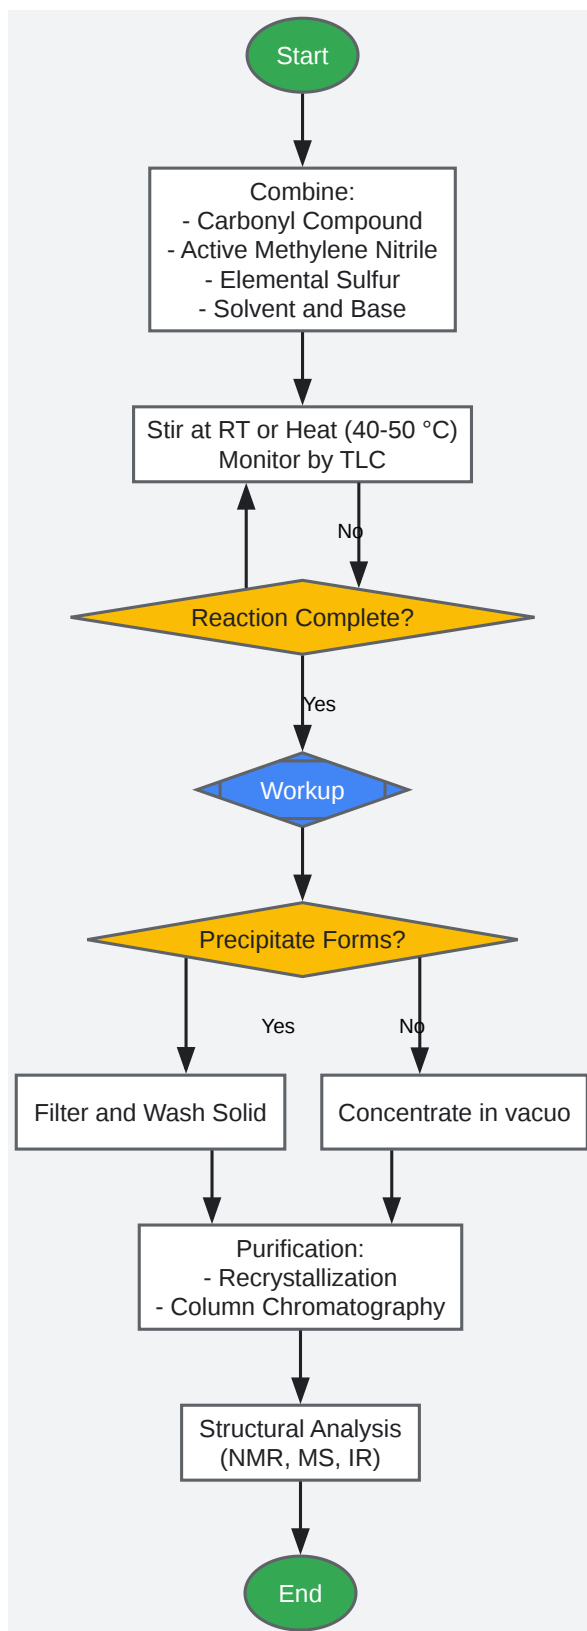 Start
Combine:
- Carbonyl Compound
- Active Methylene Nitrile
- Elemental Sulfur
- Solvent and Base
Stir at RT or Heat (40-50 °C)
Monitor by TLC
No
Reaction Complete?
Yes
Workup
Precipitate Forms?
Yes
No
Filter and Wash Solid
Concentrate in vacuo
Purification:
- Recrystallization
- Column Chromatography
Structural Analysis
(NMR, MS, IR)
End